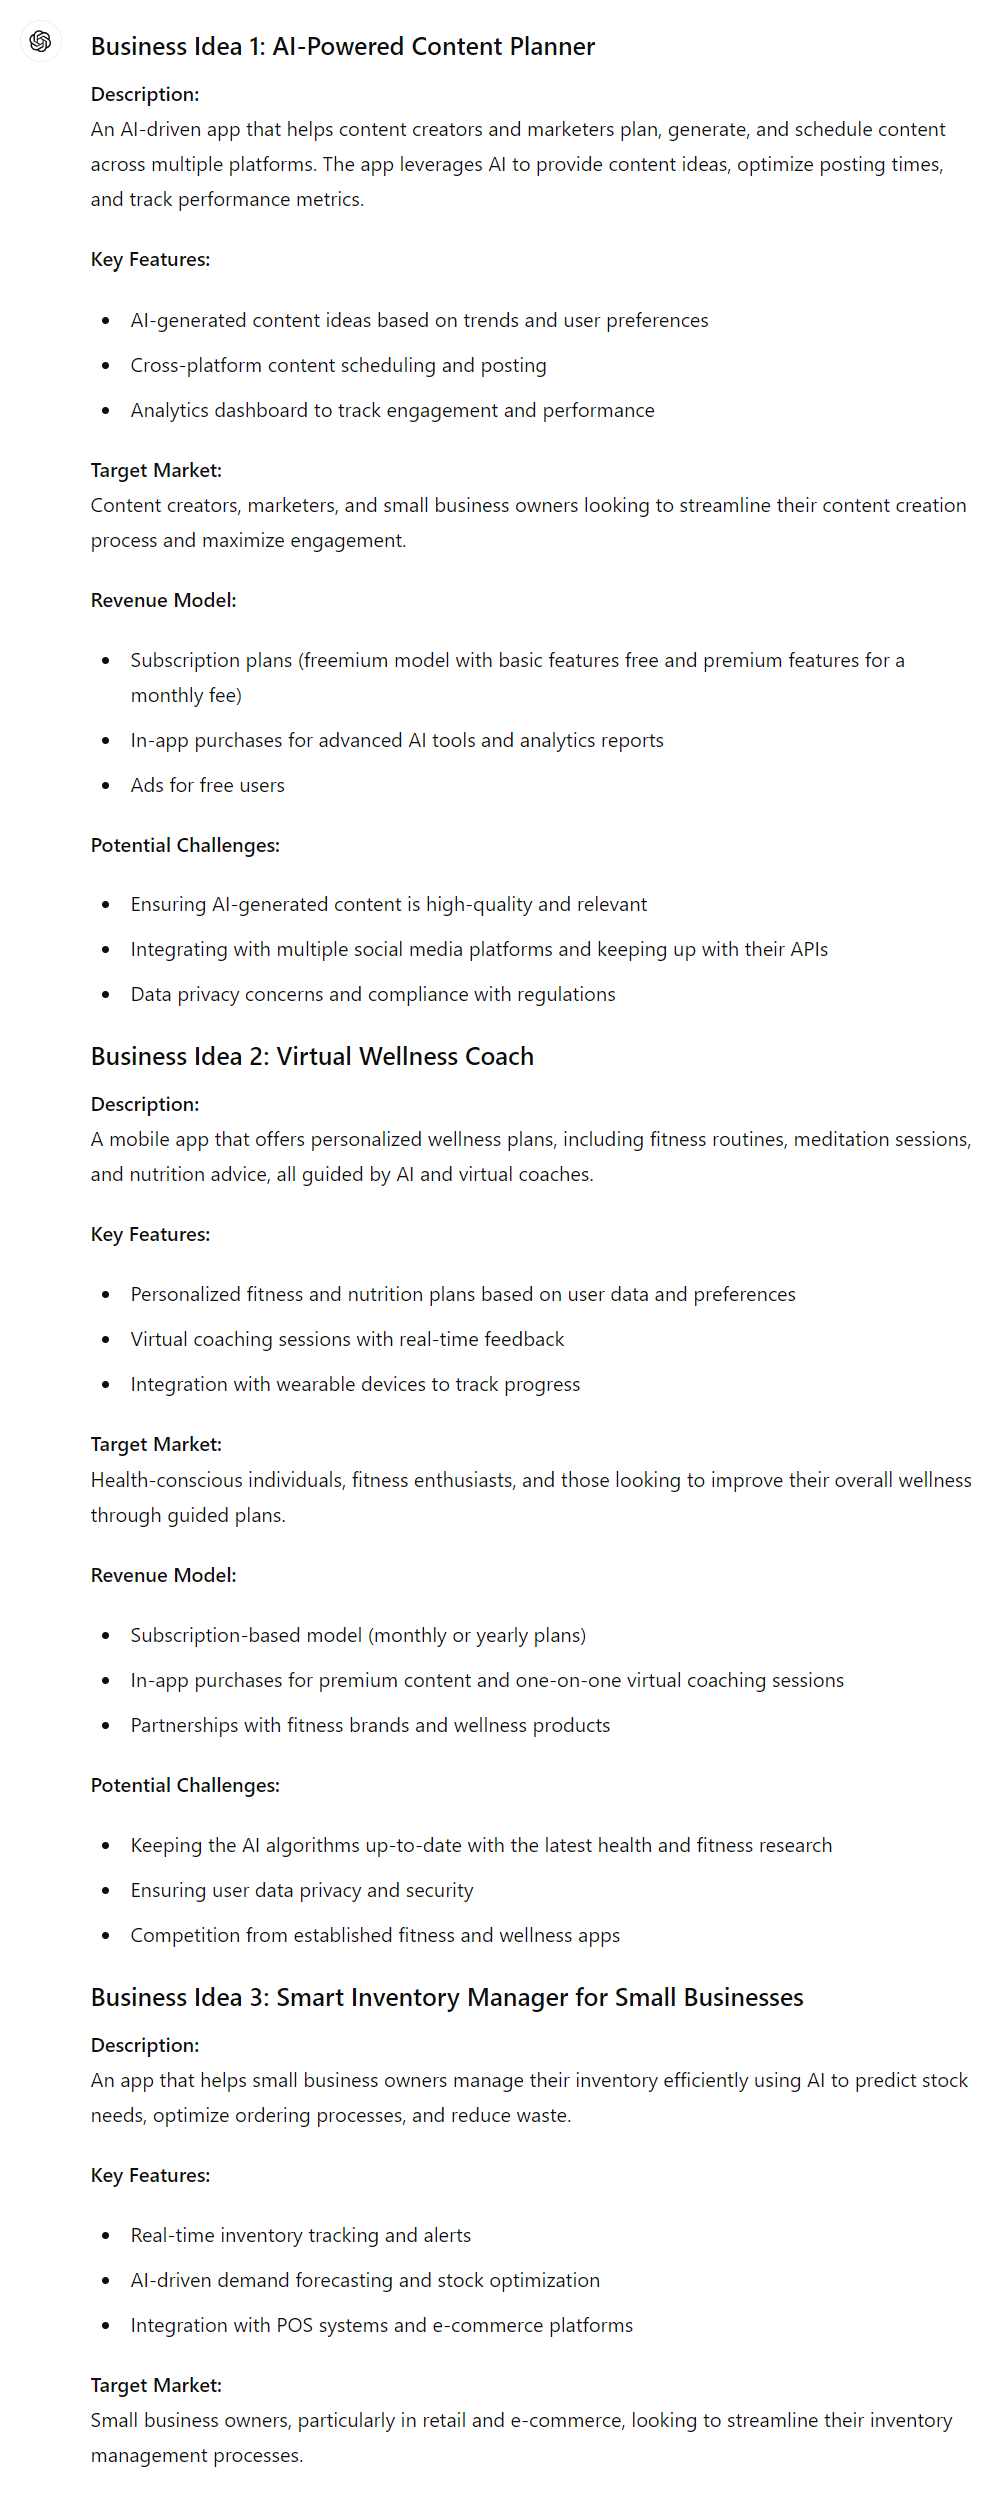 Business Idea 1: AI-Powered Content Planner
Description:
An AI-driven app that helps content creators and marketers plan, generate, and schedule content
across multiple platforms. The app leverages AI to provide content ideas, optimize posting times,
and track performance metrics.
Key Features:
• AI-generated content ideas based on trends and user preferences
• Cross-platform content scheduling and posting
• Analytics dashboard to track engagement and performance
Target Market:
Content creators, marketers, and small business owners looking to streamline their content creation
process and maximize engagement.
Revenue Model:
• Subscription plans (freemium model with basic features free and premium features for a
monthly fee)
• In-app purchases for advanced AI tools and analytics reports
• Ads for free users
Potential Challenges:
• Ensuring AI-generated content is high-quality and relevant
• Integrating with multiple social media platforms and keeping up with their APIs
• Data privacy concerns and compliance with regulations
Business Idea 2: Virtual Wellness Coach
Description:
A mobile app that offers personalized wellness plans, including fitness routines, meditation sessions,
and nutrition advice, all guided by AI and virtual coaches.
Key Features:
• Personalized fitness and nutrition plans based on user data and preferences
• Virtual coaching sessions with real-time feedback
• Integration with wearable devices to track progress
Target Market:
Health-conscious individuals, fitness enthusiasts, and those looking to improve their overall wellness
through guided plans.
Revenue Model:
• Subscription-based model (monthly or yearly plans)
• In-app purchases for premium content and one-on-one virtual coaching sessions
• Partnerships with fitness brands and wellness products
Potential Challenges:
• Keeping the AI algorithms up-to-date with the latest health and fitness research
• Ensuring user data privacy and security
• Competition from established fitness and wellness apps
Business Idea 3: Smart Inventory Manager for Small Businesses
Description:
An app that helps small business owners manage their inventory efficiently using AI to predict stock
needs, optimize ordering processes, and reduce waste.
Key Features:
• Real-time inventory tracking and alerts
• AI-driven demand forecasting and stock optimization
• Integration with POS systems and e-commerce platforms
Target Market:
Small business owners, particularly in retail and e-commerce, looking to streamline their inventory
management processes.